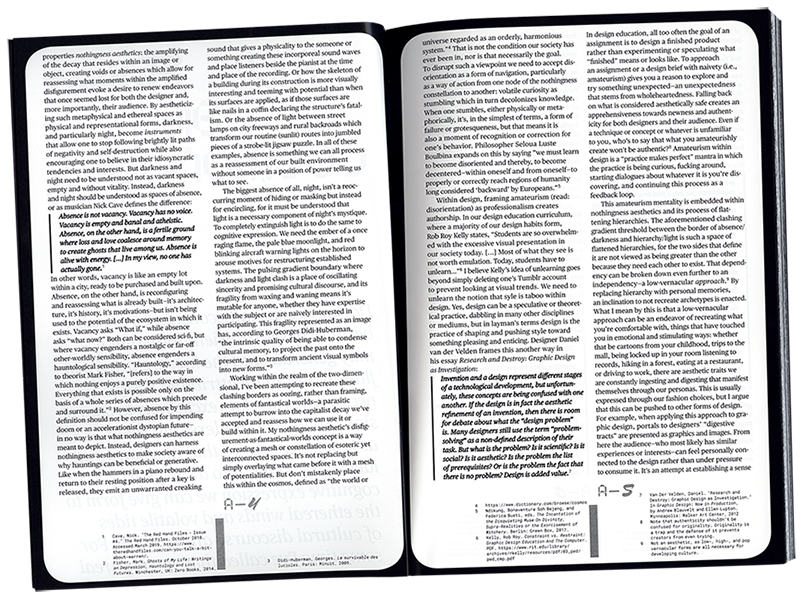 properties nothingness aesthetics: the amplifying
of the decay that resides within an image or
object, creating voids or absences which allow for
reassessing what moments within the amplified
disfigurement evoke a desire to renew endeavors
that once seemed lost for both the designer and,
more importantly, their audience. By aestheticiz-
ing such metaphysical and ethereal spaces as
physical and representational forms, darkness,
and particularly night, become instruments
that allow one to stop following brightly lit paths
of negativity and self-destruction while also
encouraging one to believe in their idiosyncratic
tendencies and interests. But darkness and
night need to be understood not as vacant spaces,
empty and without vitality. Instead, darkness
and night should be understood as spaces of absence,
or as musician Nick Cave defines the difference:
Absence is not vacancy. Vacancy has no voice.
Vacancy is empty and banal and atheistic.
Absence, on the other hand, is a fertile ground
where loss and love coalesce around memory
to create ghosts that live among us. Absence is
alive with energy. [...] In my view, no one has
actually gone.¹
In other words, vacancy is like an empty lot
within a city, ready to be purchased and built upon.
Absence, on the other hand, is reconfiguring
and reassessing what is already built–it's architec-
ture, it's history, it's motivations–but isn't being
used to the potential of the ecosystem in which it
exists. Vacancy asks "What if," while absence
asks "what now?" Both can be considered sci-fi, but
where vacancy engenders a nostalgic or far-off
other-worldly sensibility, absence engenders a
hauntological sensibility. "Hauntology," according
to theorist Mark Fisher, "[refers] to the way in
which nothing enjoys a purely positive existence.
Everything that exists is possible only on the
basis of a whole series of absences which precede
and surround it."² However, absence by this
definition should not be confused for impending
doom or an accelerationist dystopian future–
in no way is that what nothingness aesthetics are
meant to depict. Instead, designers can harness
nothingness aesthetics to make society aware of
why hauntings can be beneficial or generative.
Like when the hammers in a piano rebound and
return to their resting position after a key is
released, they emit an unwarranted creaking
sound that gives a physicality to the someone or
something creating these incorporeal sound waves
and place listeners beside the pianist at the time
and place of the recording. Or how the skeleton of
a building during its construction is more visually
interesting and teeming with potential than when
its surfaces are applied, as if those surfaces are
like nails in a coffin declaring the structure's fatal-
ism. Or the absence of light between street
lamps on city freeways and rural backroads which
transform our routine (sunlit) routes into jumbled
pieces of a strobe-lit jigsaw puzzle. In all of these
examples, absence is something we can all process
as a reassessment of our built environment
without someone in a position of power telling us
what to see.
The biggest absence of all, night, isn't a reoc-
curring moment of hiding or masking but instead
for encircling, for it must be understood that
light is a necessary component of night's mystique.
To completely extinguish light is to do the same to
cognitive expression. We need the ember of a once
raging flame, the pale blue moonlight, and red
blinking aircraft warning lights on the horizon to
arouse motives for restructuring established
systems. The pulsing gradient boundary where
darkness and light clash is a place of oscillating
sincerity and promising cultural discourse, and its
fragility from waxing and waning means it's
mutable for anyone, whether they have expertise
with the subject or are naively interested in
participating. This fragility represented as an image
has, according to Georges Didi-Huberman,
"the intrinsic quality of being able to condense
cultural memory, to project the past onto the
present, and to transform ancient visual symbols
into new forms."³
Working within the realm of the two-dimen-
sional, I've been attempting to recreate these
clashing borders as ooting, rather than framing,
elements of fantastical worlds–a parasitic
attempt to burrow into the capitalist decay we've
accepted and reassess how we can use it or
build within it. My nothingness aesthetic's disfig-
urement-as-fantastical-worlds concept is a way
of creating a mesh or constellation of esoteric yet
interconnected spaces. It's not replacing but
simply overlaying what came before it with a mesh
of potentialities. But don't mistakenly place
this within the cosmos, defined as "the world or
A–4
1 Cave, Nick. "The Red Hand Files - Issue
#6." The Red Hand Files. October 2018.
Accessed March 2019. https://www.
theredhandfiles.com/can-you-talk-a-bit-
about-warren/.
2 Fisher, Mark. Ghosts of My Life: Writings
on Depression, Hauntology and Lost
Futures. Winchester, UK: Zero Books, 2014.
3 Didi-Huberman, Georges. La survivable des
lucioles. Paris: Minuit, 2009.
universe regarded as an orderly, harmonious
system."⁴ That is not the condition our society has
ever been in, nor is that necessarily the goal.
To disrupt such a viewpoint we need to accept dis-
orientation as a form of navigation, particularly
as a way of action from one node of the nothingness
constellation to another: volatile curiosity as
stumbling which in turn decolonizes knowledge.
When one stumbles, either physically or meta-
phorically, it's, in the simplest of terms, a form of
failure or grotesqueness, but that means it is
also a moment of recognition or correction for
one's behavior. Philosopher Seloua Luste
Boulbina expands on this by saying "we must learn
to become disoriented and thereby, to become
decentered–within oneself and from oneself–to
properly or correctly reach regions of humanity
long considered 'backward' by Europeans."⁵
Within design, framing amateurism (read:
disorientation) as professionalism creates
authorship. In our design education curriculum,
where a majority of our design habits form,
Rob Roy Kelly states, "Students are so overwhelm-
ed with the excessive visual presentation in
our society today. [...] Most of what they see is
not worth emulation. Today, students have to
unlearn..."⁶ I believe Kelly's idea of unlearning goes
beyond simply deleting one's Tumblr account
to prevent looking at visual trends. We need to
unlearn the notion that style is taboo within
design. Yes, design can be a speculative or theoret-
ical practice, dabbling in many other disciplines
or mediums, but in layman's terms design is the
practice of shaping and pushing style toward
something pleasing and enticing. Designer Daniel
van der Velden frames this another way in
his essay Research and Destroy: Graphic Design
as Investigation:
Invention and a design represent different stages
of a technological development, but unfortun-
ately, these concepts are being confused with one
another. If the design is in fact the aesthetic
refinement of an invention, then there is room
for debate about what the "design problem"
is. Many designers still use the term "problem-
solving" as a non-defined description of their
task. But what is the problem? Is it scientific? Is it
social? Is it aesthetic? Is the problem the list
of prerequisites? Or is the problem the fact that
there is no problem? Design is added value.⁷
In design education, all too often the goal of an
assignment is to design a finished product
rather than experimenting or speculating what
"finished" means or looks like. To approach
an assignment or a design brief with naivety (i.e.,
amateurism) gives you a reason to explore and
try something unexpected–an unexpectedness
that stems from wholeheartedness. Falling back
on what is considered aesthetically safe creates an
apprehensiveness towards newness and authent-
icity for both designers and their audience. Even if
a technique or concept or whatever is unfamiliar
to you, who's to say that what you amateurishly
create won't be authentic?⁸ Amateurism within
design is a "practice makes perfect" mantra in which
the practice is being curious, fucking around,
starting dialogues about whatever it is you're dis-
covering, and continuing this process as a
feedback loop.
This amateurish mentality is embedded within
nothingness aesthetics and its process of flat-
tening hierarchies. The aforementioned clashing
gradient threshold between the border of absence/
darkness and hierarchy/light is such a space of
flattened hierarchies, for the two sides that define
it are not viewed as being greater than the other
because they need each other to exist. That depend-
ency can be broken down even further to an
independency–a low-vernacular approach.⁹ By
replacing hierarchy with personal memories,
an inclination to not recreate archetypes is enacted.
What I mean by this is that a low-vernacular
approach can be an endeavor of recreating what
you're comfortable with, things that have touched
you in emotional and stimulating ways: whether
that be cartoons from your childhood, trips to the
mall, being locked up in your room listening to
records, hiking in a forest, eating at a restaurant,
or driving to work, there are aesthetic traits we
are constantly ingesting and digesting that manifest
themselves through our personas. This is usually
expressed through our fashion choices, but I argue
that this can be pushed to other forms of design.
For example, when applying this approach to gra-
phic design, portals to designers' "digestive
tracts" are presented as graphics and images. From
here the audience–who most likely has similar
experiences or interests–can feel personally con-
nected to the design rather than under pressure
to consume it. It's an attempt at establishing a sense
A–5
4 https://www.dictionary.com/browse/cosmos
5 Ndikung, Bonaventure Soh Bejeng, and
Federica Bueti, eds. The Incantation of
the Disquieting Muse On Divinity,
Supra-Realities or the Exorcisement of
Witchery. Berlin: Green Box, 2017.
6 Kelly, Rob Roy. Constraint vs. Restraint:
Graphic Design Education And The Computer.
PDF. https://www.rit.edu/library/
archives/rkelly/resources/pdf/03_ped/
ped_cmp.pdf
7 Van Der Velden, Daniel. "Research and
Destroy: Graphic Design as Investigation."
In Graphic Design: Now in Production,
by Andrew Blauvelt and Ellen Lupton.
Minneapolis: Walker Art Center, 2012
8 Note that authenticity shouldn't be
confused for originality. Originality is
a trap and the defense of it prevents
creators from even trying.
9 Not an aesthetic, as low-, high-, and pop
vernacular forms are all necessary for
developing culture.